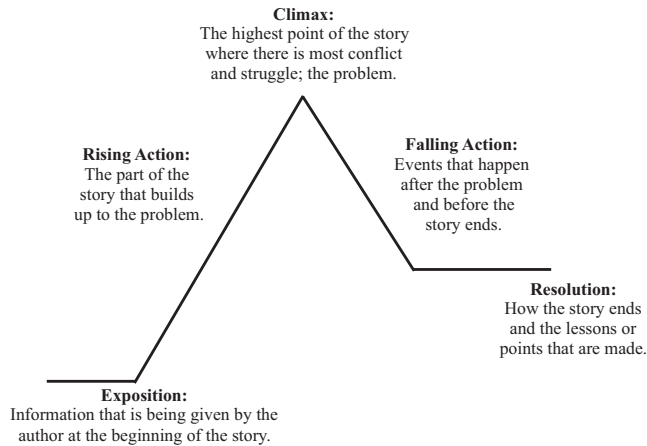 Climax:
The highest point of the story
where there is most conflict
and struggle; the problem.
Rising Action:
The part of the
story that builds
up to the problem.
Falling Action:
Events that happen
after the problem
and before the
story ends.
Resolution:
How the story ends
and the lessons or
points that are made.
Exposition:
Information that is being given by the
author at the beginning of the story.